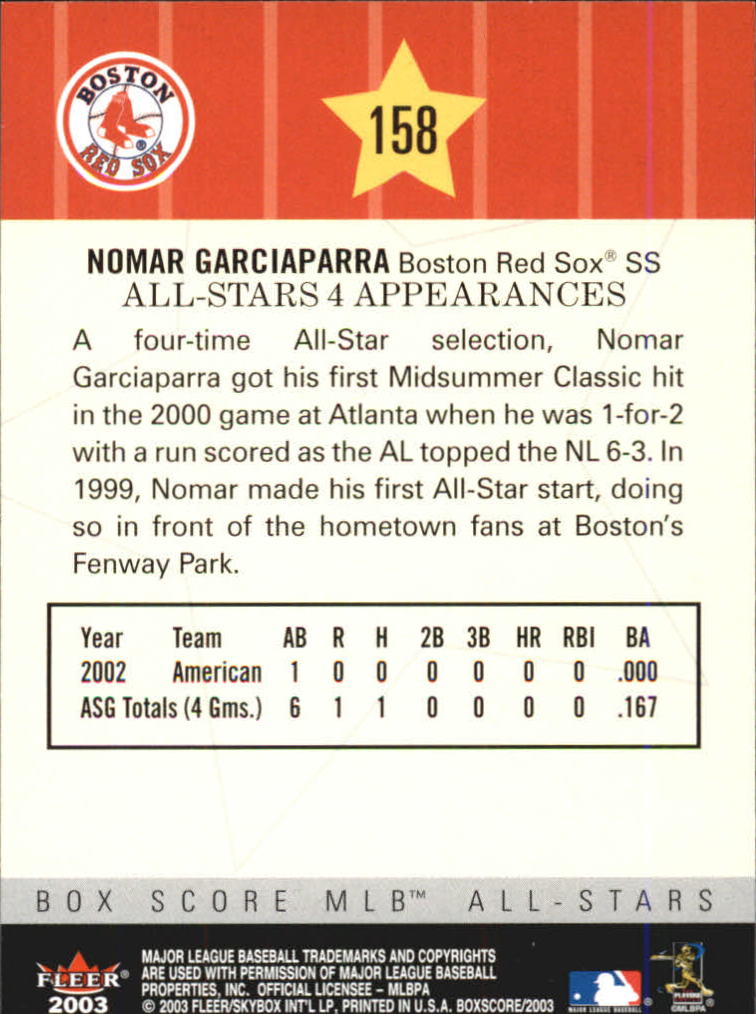 BOSTON
RED SOX
®
158
NOMAR GARCIAPARRA Boston Red Sox® SS
ALL-STARS 4 APPEARANCES
A four-time All-Star selection, Nomar
Garciaparra got his first Midsummer Classic hit
in the 2000 game at Atlanta when he was 1-for-2
with a run scored as the AL topped the NL 6-3. In
1999, Nomar made his first All-Star start, doing
so in front of the hometown fans at Boston's
Fenway Park.
Year Team AB R H 2B 3B HR RBI BA
2002 American 1 0 0 0 0 0 0 .000
ASG Totals (4 Gms.) 6 1 1 0 0 0 0 .167
BOX SCORE MLB™ ALL-STARS
FLEER®
2003
MAJOR LEAGUE BASEBALL TRADEMARKS AND COPYRIGHTS
ARE USED WITH PERMISSION OF MAJOR LEAGUE BASEBALL
PROPERTIES, INC. OFFICIAL LICENSEE – MLBPA
© 2003 FLEER/SKYBOX INT'L LP, PRINTED IN U.S.A. BOXSCORE/2003
MAJOR LEAGUE BASEBALL®
PLAYERS
©MLBPA